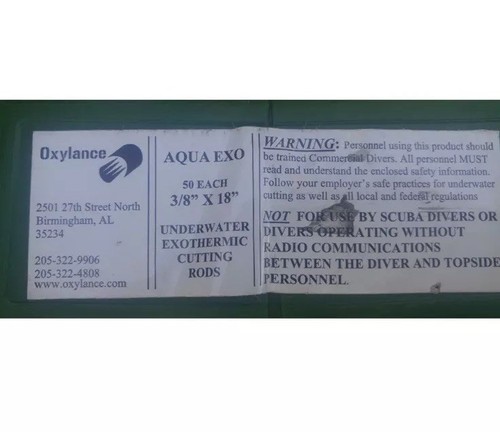 Oxylance
2501 27th Street North
Birmingham, AL
35234
205-322-9906
205-322-4808
www.oxylance.com
AQUA EXO
50 EACH
3/8" X 18"
UNDERWATER
EXOTHERMIC
CUTTING
RODS
WARNING: Personnel using this product should
be trained Commercial Divers. All personnel MUST
read and understand the enclosed safety information.
Follow your employer's safe practices for underwater
cutting as well as all local and federal regulations
NOT FOR USE BY SCUBA DIVERS OR
DIVERS OPERATING WITHOUT
RADIO COMMUNICATIONS
BETWEEN THE DIVER AND TOPSIDE
PERSONNEL.